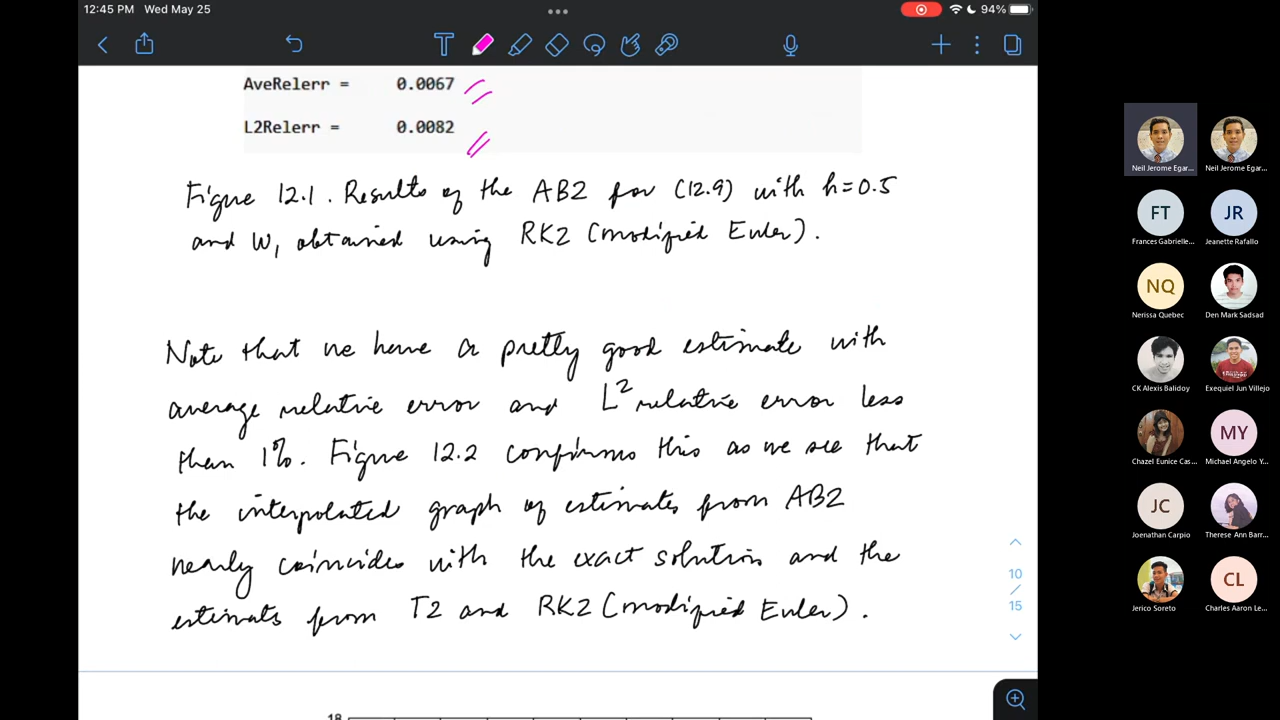 12:45 PM Wed May 25
94%
AveRelerr = 0.0067
L2Relerr = 0.0082
Figure 12.1. Results of the AB2 for (12.9) with h=0.5
and W₁ obtained using RK2 (modified Euler).
Note that we have a pretty good estimate with
average relative error and L² relative error less
than 1%. Figure 12.2 confirms this as we see that
the interpolated graph of estimates from AB2
nearly coincides with the exact solution and the
estimates from T2 and RK2 (modified Euler).
10
/
15
18
Neil Jerome Egar...
Neil Jerome Egar...
FT
JR
Frances Gabrielle...
Jeanette Rafallo
NQ
Nerissa Quebec
Den Mark Sadsad
CK Alexis Balidoy
Exequiel Jun Villejo
MY
Chazel Eunice Cas...
Michael Angelo Y...
JC
Joenathan Carpio
Therese Ann Barr...
CL
Jerico Soreto
Charles Aaron Le...